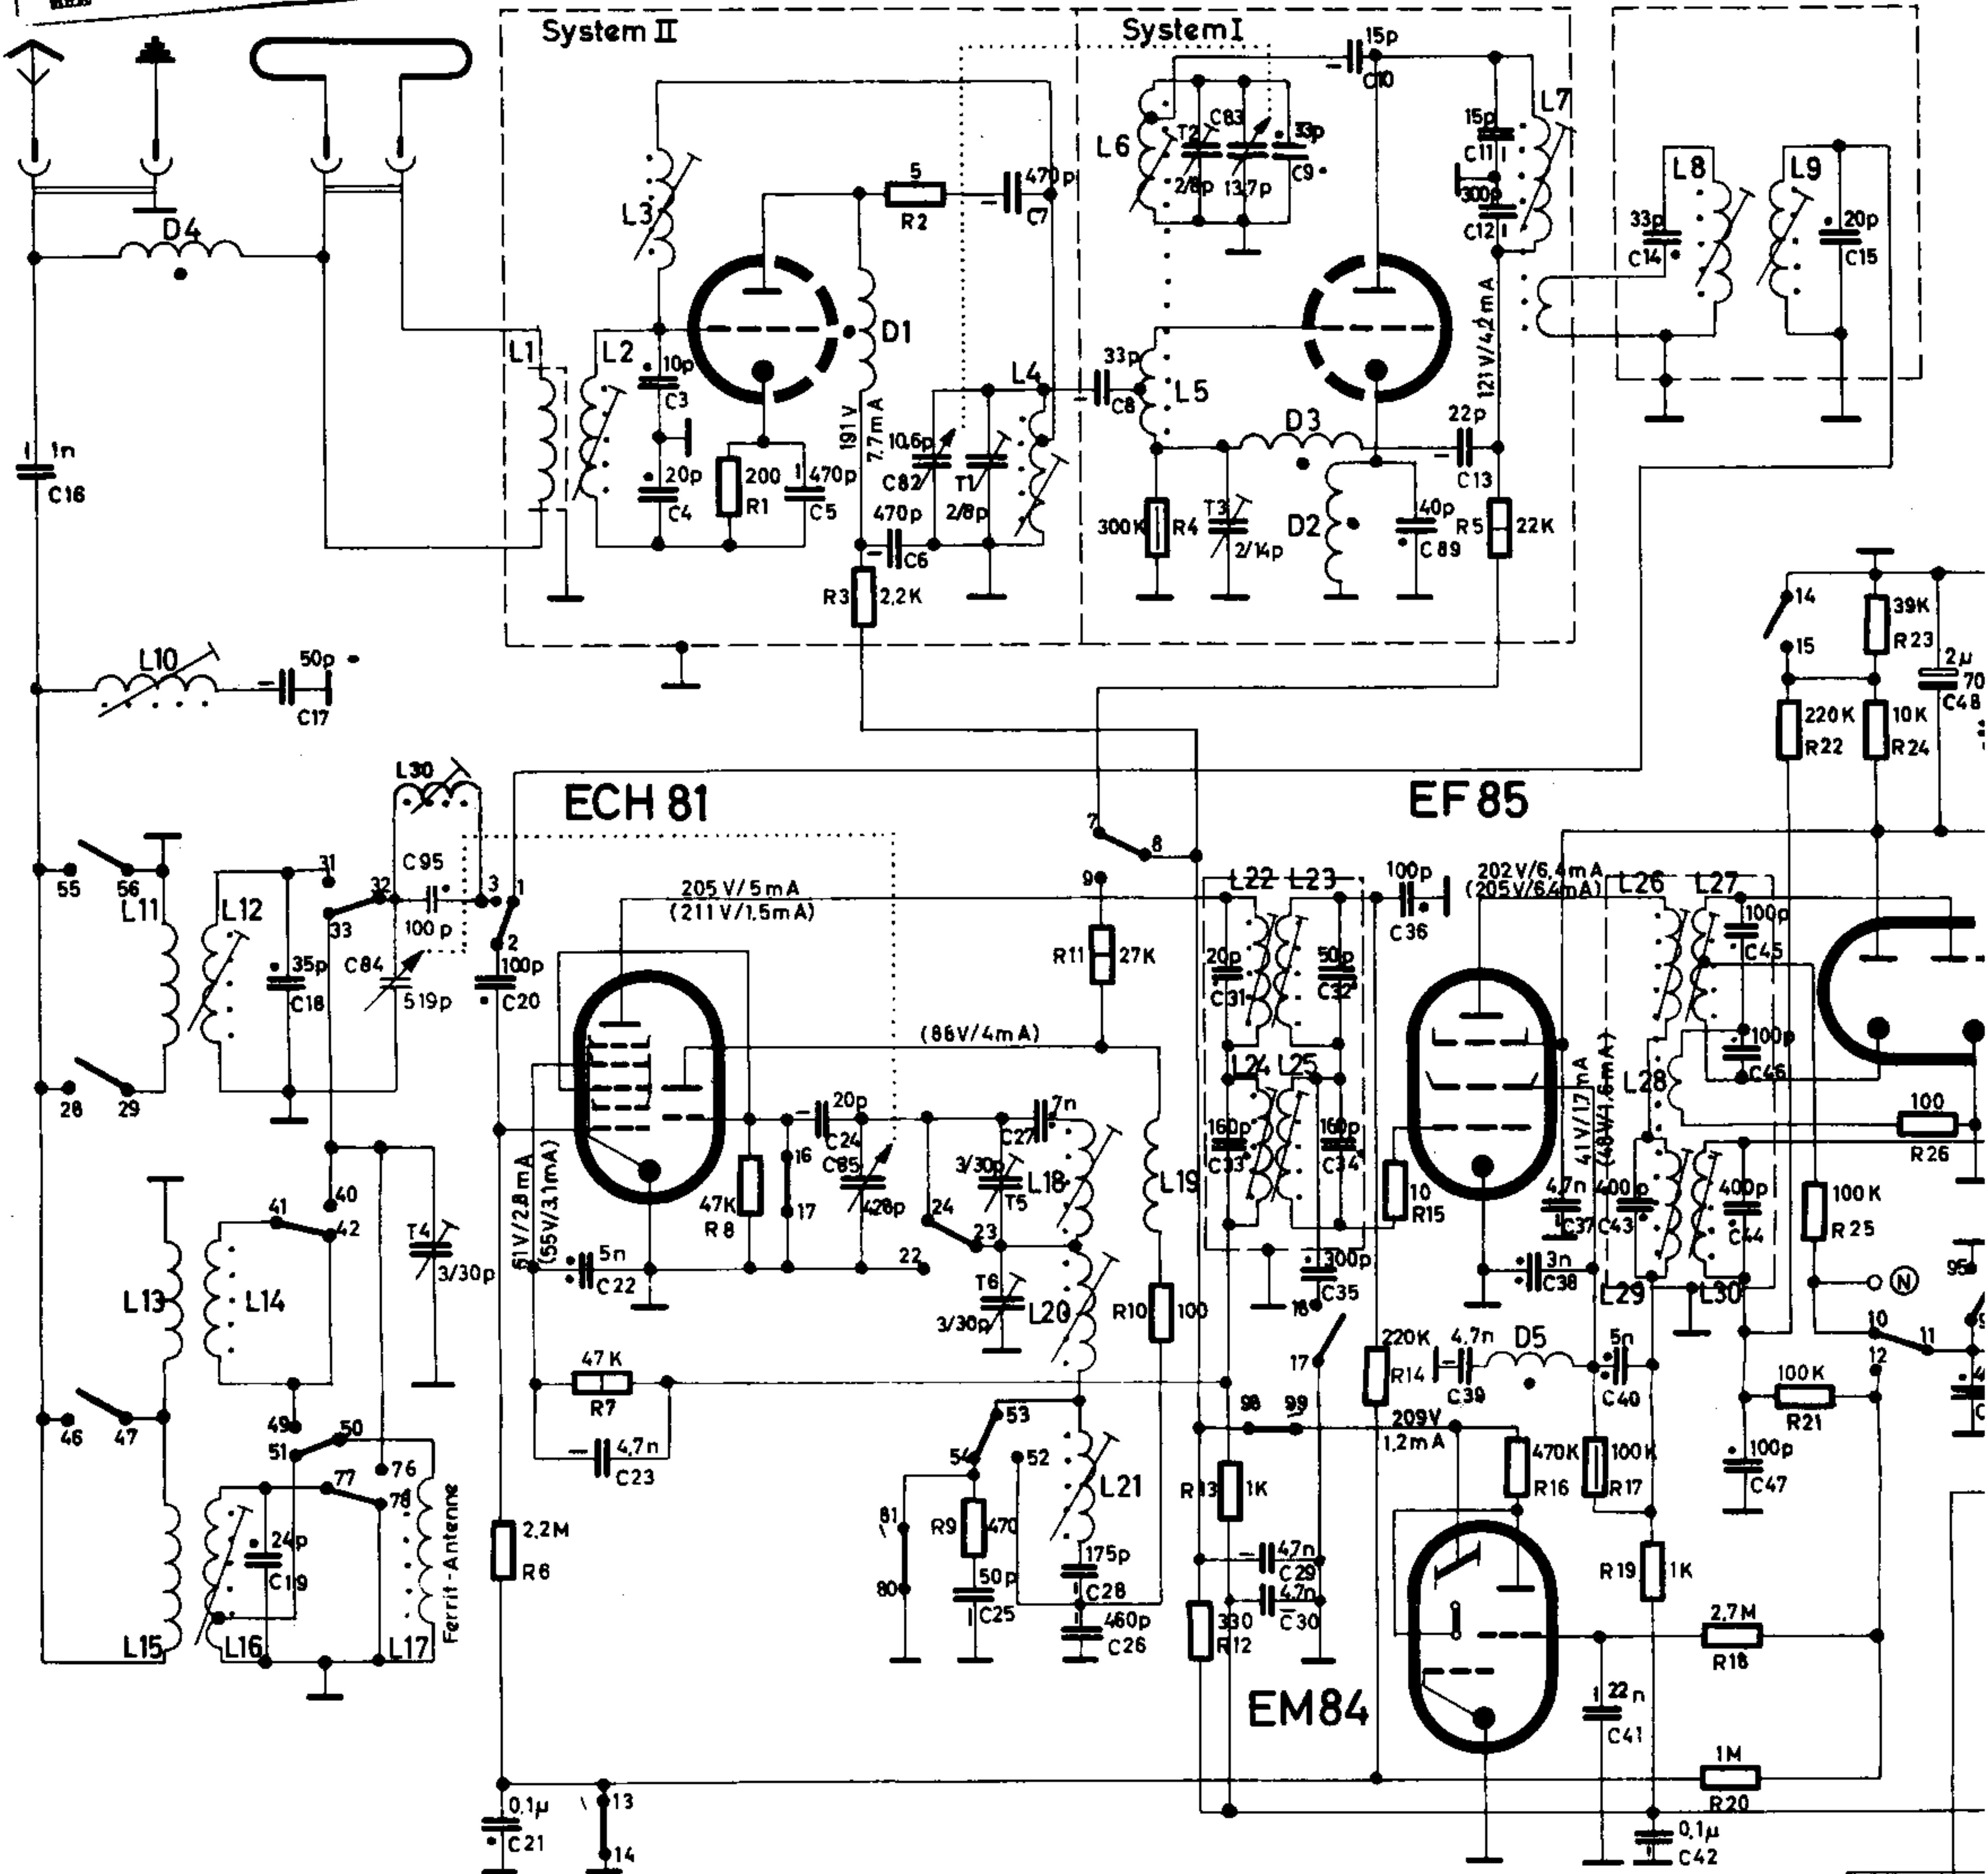 System II
System I
15p
C10
L7
15p
C11
300p
C12
L6
T2
2/8p
C83
13,7p
33p
C9
L8
L9
33p
C14
20p
C15
D4
L3
5
R2
470p
C7
D1
L1
L2
10p
C3
20p
C4
200
R1
470p
C5
191 V
7,7mA
10,6p
C82
T1
2/8p
L4
33p
C8
L5
D3
22p
C13
121 V/4,2mA
470p
C6
R3
2,2K
300K
R4
T3
2/14p
D2
40p
C89
R5
22K
1n
C16
L10
50p
C17
14
15
39K
R23
2µ
70
C48
220K
R22
10K
R24
L30
ECH 81
EF 85
7
8
9
55
56
L11
L12
31
32
33
C95
100 p
3
1
2
35p
C18
C84
519p
100p
C20
205 V/5mA
(211V/1.5mA)
R11
27K
(88V/4mA)
L22
L23
100p
C36
202V/6,4mA
(205V/6.4mA)
L26
L27
100p
C45
20p
C31
50p
C32
100p
C46
L24
L25
L28
28
29
20p
C24
C85
428p
7n
C27
3/30p
T5
L18
L19
160p
C33
160p
C34
41V/1,7mA
(48V/1,6mA)
100
R26
16
17
47K
R8
24
23
22
10
R15
4,7n
C37
400p
C43
400p
C44
100K
R25
41
40
42
T4
3/30p
61V/2,8mA
(55V/3,1mA)
5n
C22
T6
3/30p
L20
R10
100
300p
C35
3n
C38
L29
L30
N
95
L13
L14
16
17
220K
R14
4,7n
C39
D5
5n
C40
10
11
12
47K
R7
100K
R21
46
47
49
51
50
53
54
52
98
99
209V
1,2mA
470K
R16
100K
R17
100p
C47
4,7n
C23
77
76
78
L21
R13
1K
81
80
R9
470
24p
C19
2,2M
R6
Ferrit-Antenne
50p
C25
175p
C28
460p
C26
4,7n
C29
4,7n
C30
330
R12
R19
1K
L15
L16
L17
2,7M
R18
EM84
22n
C41
1M
R20
0,1µ
C21
13
14
0,1µ
C42